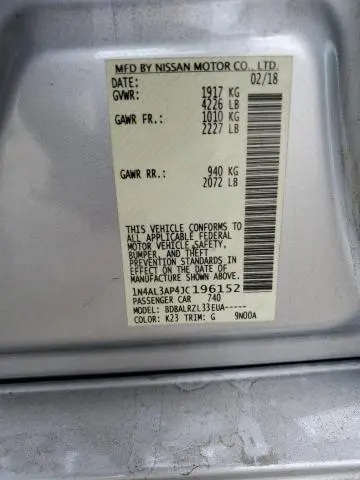 MFD BY NISSAN MOTOR CO., LTD.
DATE: 02/18
GVWR: 1917 KG
4226 LB
GAWR FR.: 1010 KG
2227 LB
GAWR RR.: 940 KG
2072 LB
THIS VEHICLE CONFORMS TO
ALL APPLICABLE FEDERAL
MOTOR VEHICLE SAFETY,
BUMPER, AND THEFT
PREVENTION STANDARDS IN
EFFECT ON THE DATE OF
MANUFACTURE SHOWN ABOVE.
1N4AL3AP4JC196152
PASSENGER CAR 740
MODEL: BDBALRZL33EUA-----
COLOR: K23 TRIM: G 9N00A